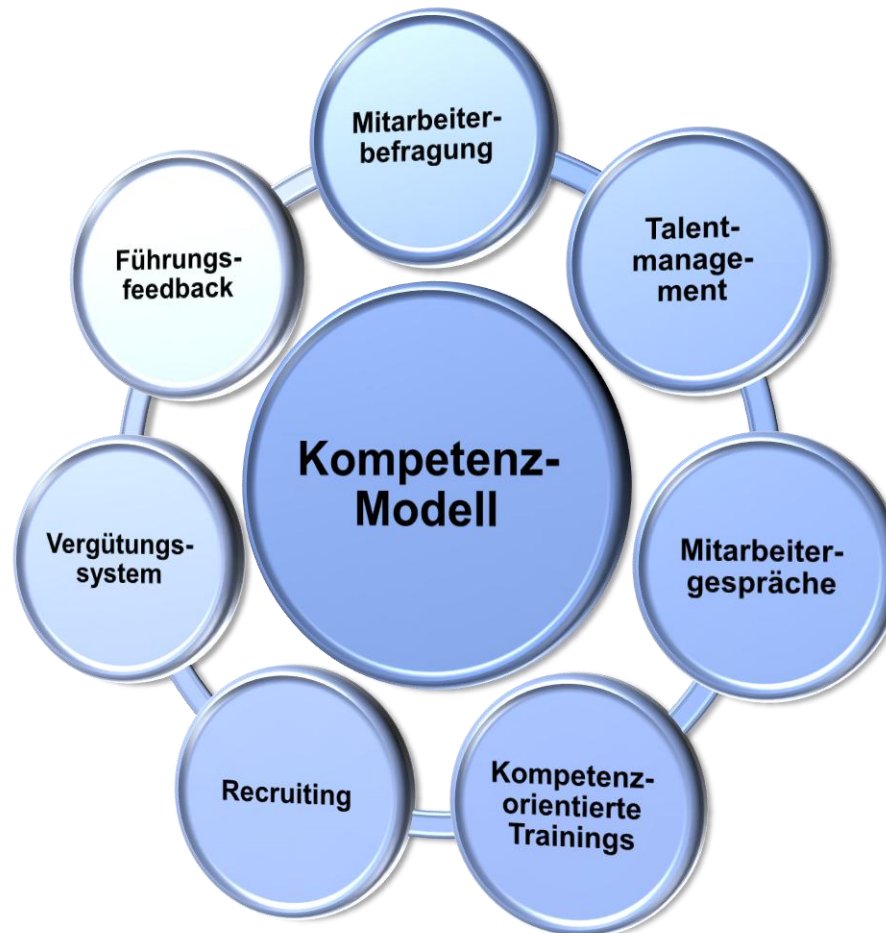 Mitarbeiter-
befragung
Talent-
manage-
ment
Mitarbeiter-
gespräche
Kompetenz-
orientierte
Trainings
Recruiting
Vergütungs-
system
Führungs-
feedback
Kompetenz-
Modell